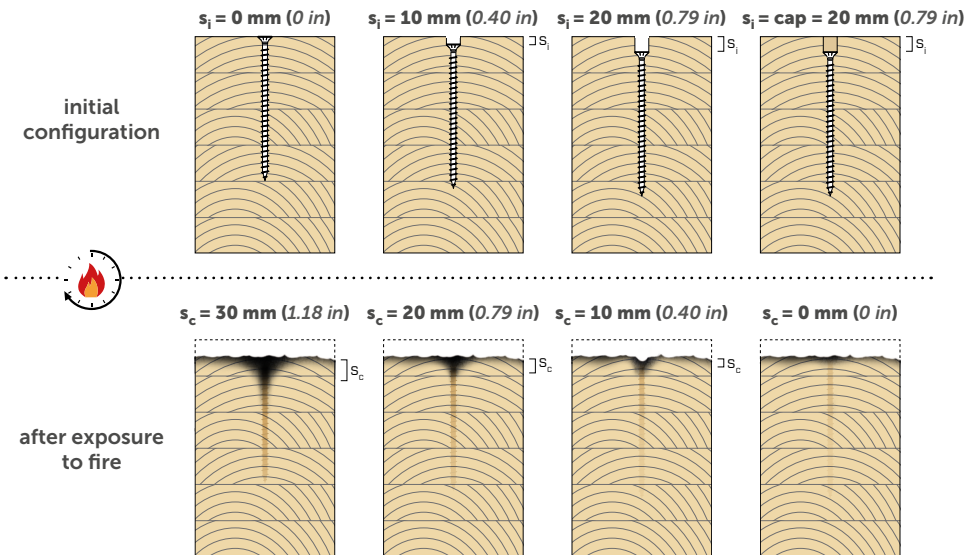 sᵢ = 0 mm (0 in)
sᵢ = 10 mm (0.40 in)
sᵢ = 20 mm (0.79 in)
sᵢ = cap = 20 mm (0.79 in)
sᵢ
sᵢ
sᵢ
initial
configuration
s꜀ = 30 mm (1.18 in)
s꜀ = 20 mm (0.79 in)
s꜀ = 10 mm (0.40 in)
s꜀ = 0 mm (0 in)
s꜀
s꜀
s꜀
after exposure
to fire